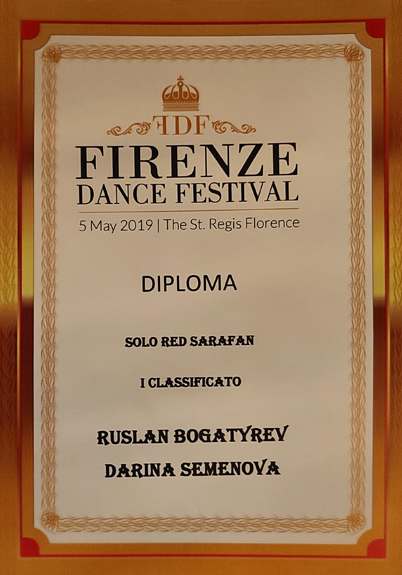 FDF
FIRENZE
DANCE FESTIVAL
5 May 2019 | The St. Regis Florence
DIPLOMA
SOLO RED SARAFAN
I CLASSIFICATO
RUSLAN BOGATYREV
DARINA SEMENOVA